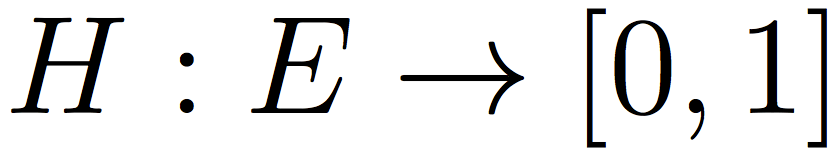 H : E → [0, 1]